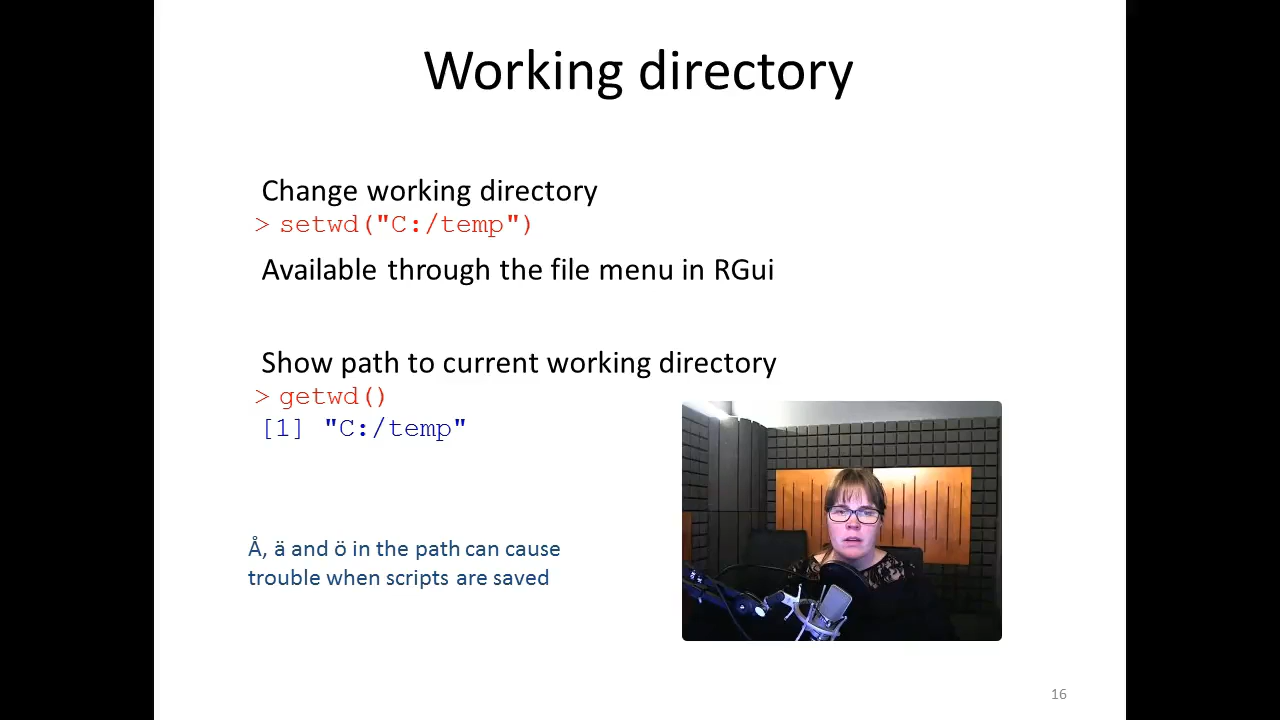 Working directory
Change working directory
> setwd("C:/temp")
Available through the file menu in RGui
Show path to current working directory
> getwd()
[1] "C:/temp"
Å, ä and ö in the path can cause
trouble when scripts are saved
16